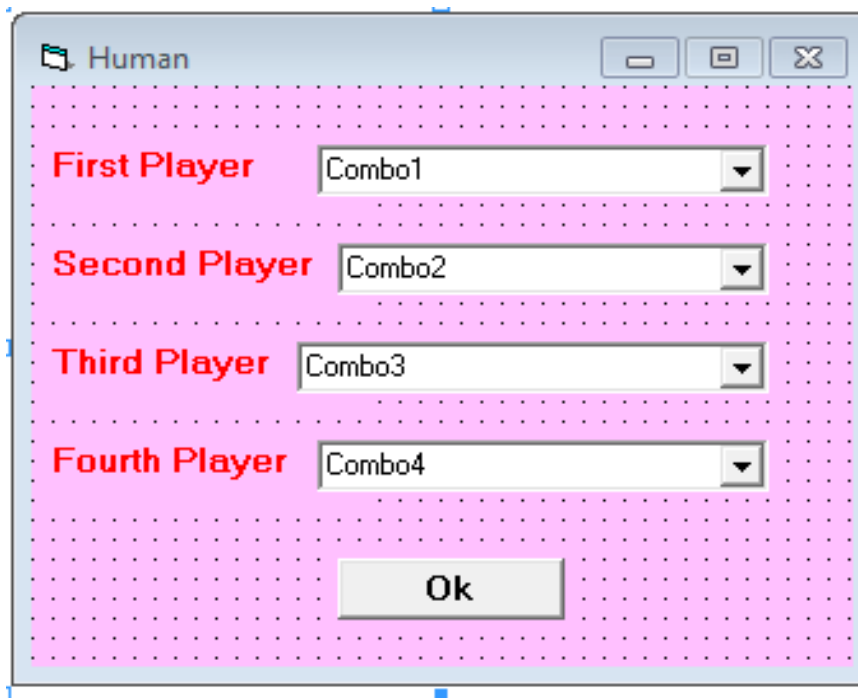 Human
First Player Combo1
Second Player Combo2
Third Player Combo3
Fourth Player Combo4
Ok